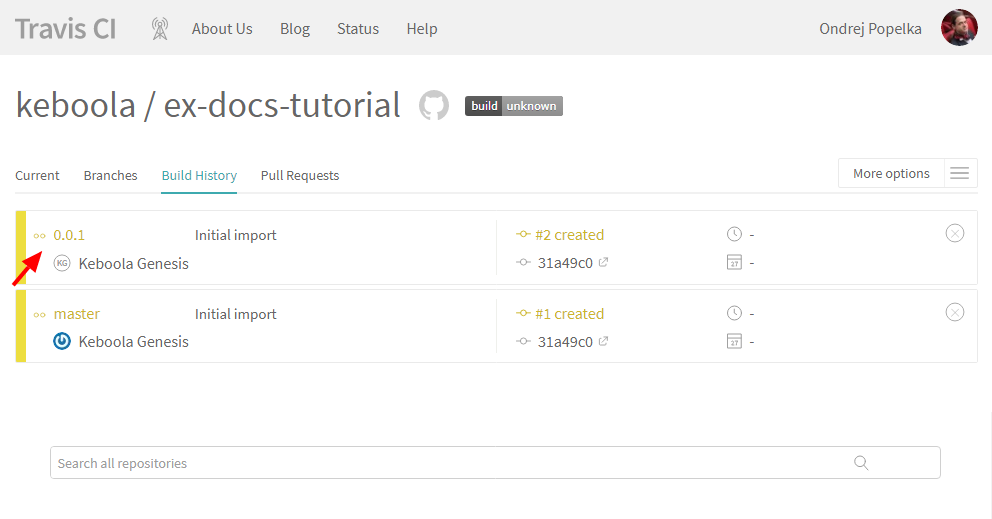 Travis CI About Us Blog Status Help Ondrej Popelka
keboola / ex-docs-tutorial build unknown
Current Branches Build History Pull Requests More options
0.0.1 Initial import #2 created -
KG Keboola Genesis 31a49c0 27 -
master Initial import #1 created -
Keboola Genesis 31a49c0 27 -
Search all repositories